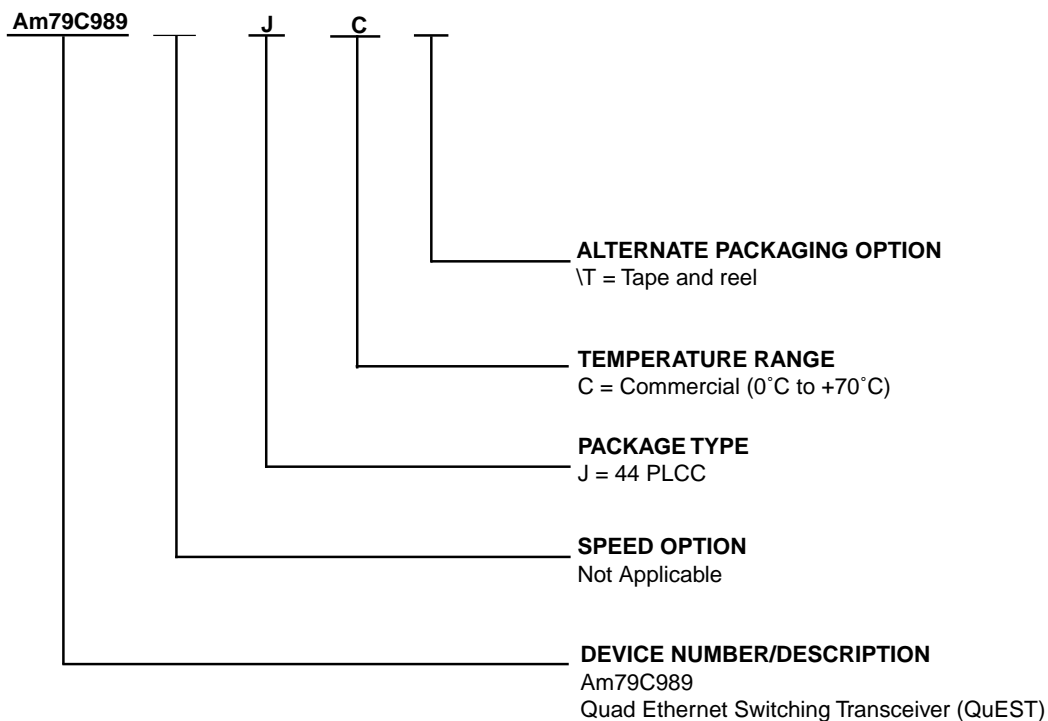 Am79C989 J C
ALTERNATE PACKAGING OPTION
\T = Tape and reel
TEMPERATURE RANGE
C = Commercial (0˚C to +70˚C)
PACKAGE TYPE
J = 44 PLCC
SPEED OPTION
Not Applicable
DEVICE NUMBER/DESCRIPTION
Am79C989
Quad Ethernet Switching Transceiver (QuEST)